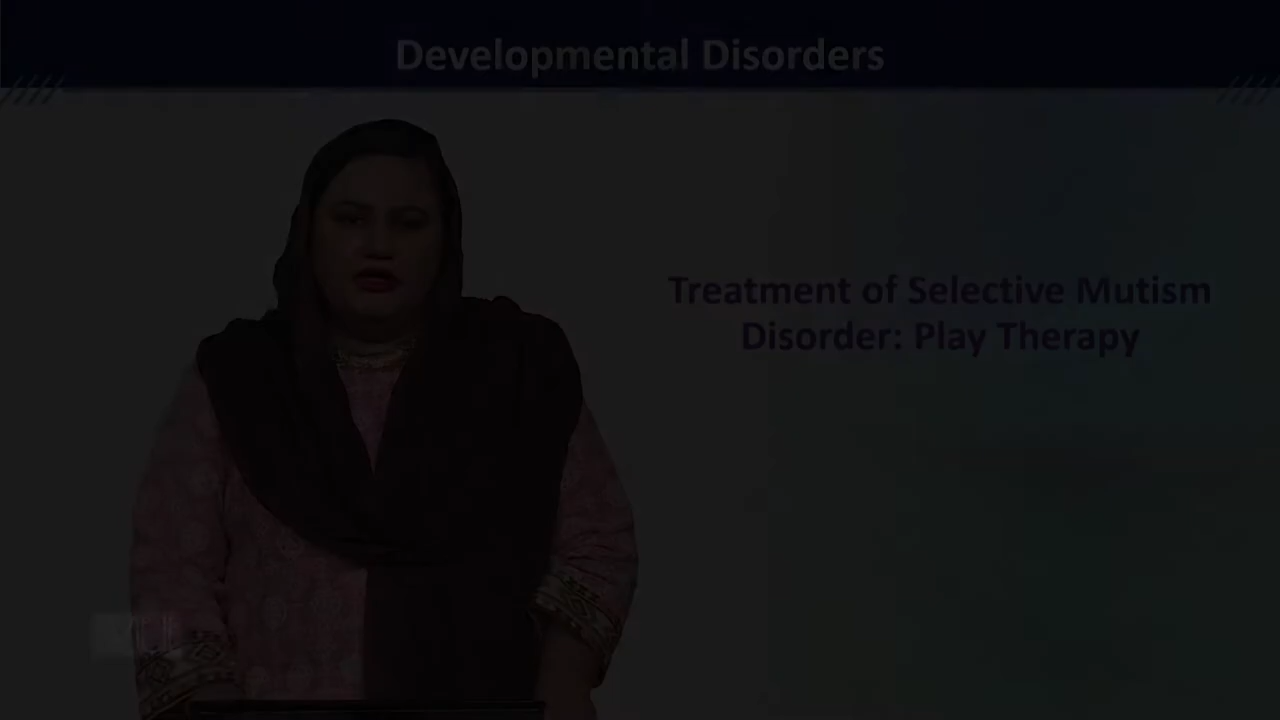 Developmental Disorders
Treatment of Selective Mutism
Disorder: Play Therapy